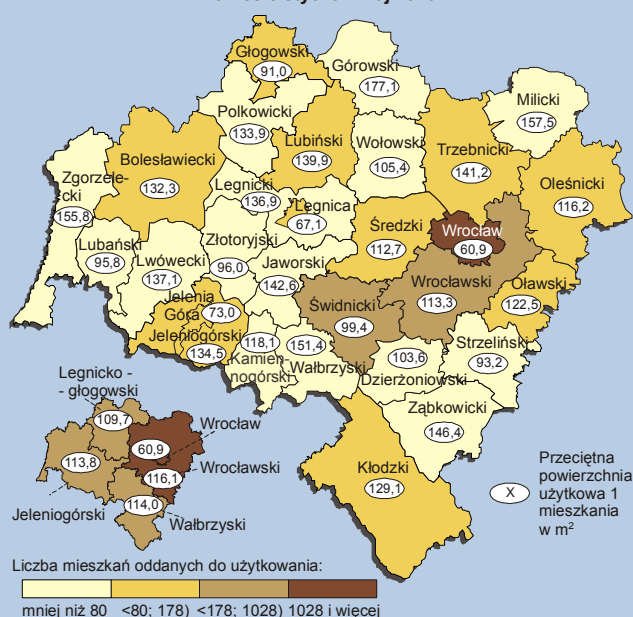 Głogowski
91,0
Górowski
177,1
Milicki
157,5
Polkowicki
133,9
Lubiński
139,9
Wołowski
105,4
Trzebnicki
141,2
Bolesławiecki
132,3
Oleśnicki
116,2
Zgorzele-
cki
155,8
Legnicki
136,9
Legnica
67,1
Średzki
112,7
Wrocław
60,9
Lubański
95,8
Lwówecki
137,1
Złotoryjski
96,0
Jaworski
142,6
Wrocławski
113,3
Oławski
122,5
Jelenia
Góra
73,0
Jeleniogórski
134,5
Świdnicki
99,4
Kamien-
nogórski
118,1
151,4
Wałbrzyski
103,6
Dzierżoniowski
Strzeliński
93,2
Ząbkowicki
146,4
Kłodzki
129,1
Legnicko -
- głogowski
109,7
Wrocław
60,9
Wrocławski
116,1
113,8
Jeleniogórski
114,0
Wałbrzyski
X
Przeciętna
powierzchnia
użytkowa 1
mieszkania
w m²
Liczba mieszkań oddanych do użytkowania:
mniej niż 80 <80; 178) <178; 1028) 1028 i więcej